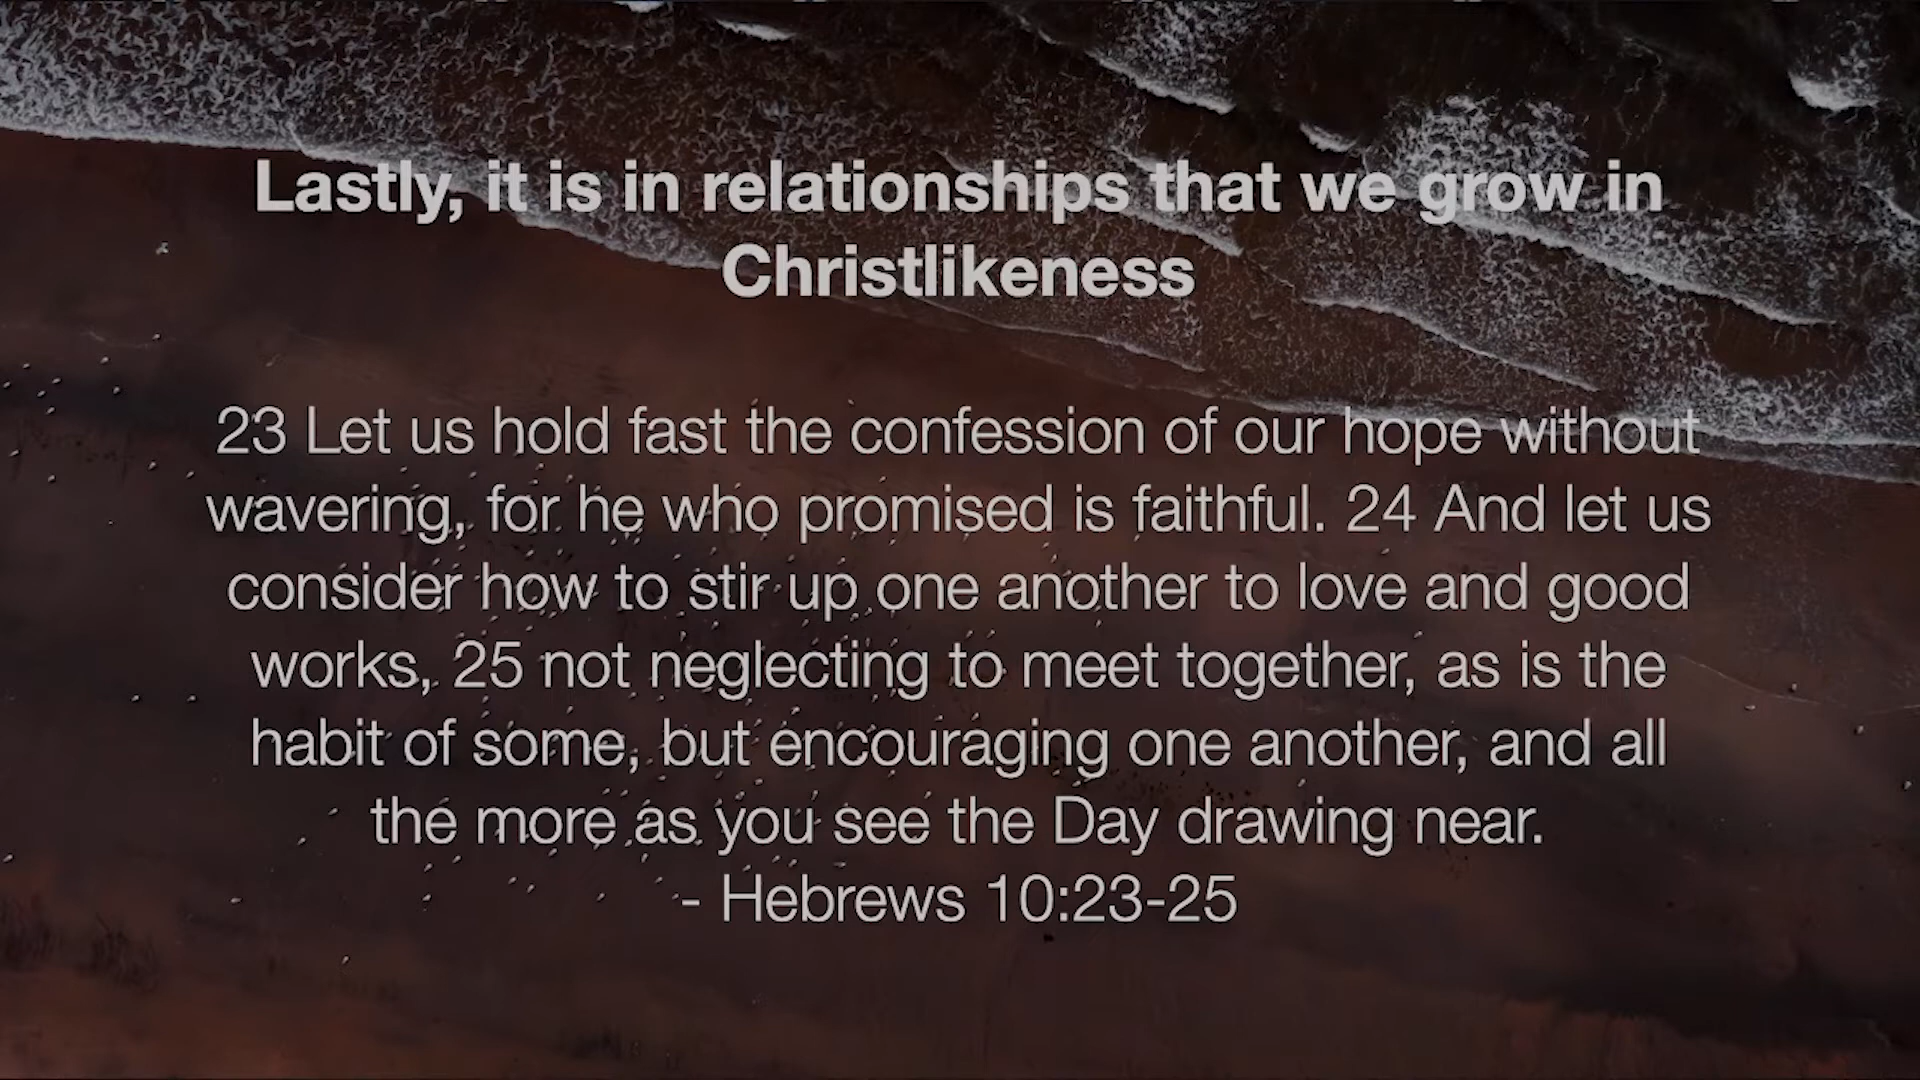 Lastly, it is in relationships that we grow in
Christlikeness
23 Let us hold fast the confession of our hope without
wavering, for he who promised is faithful. 24 And let us
consider how to stir up one another to love and good
works, 25 not neglecting to meet together, as is the
habit of some, but encouraging one another, and all
the more as you see the Day drawing near.
- Hebrews 10:23-25